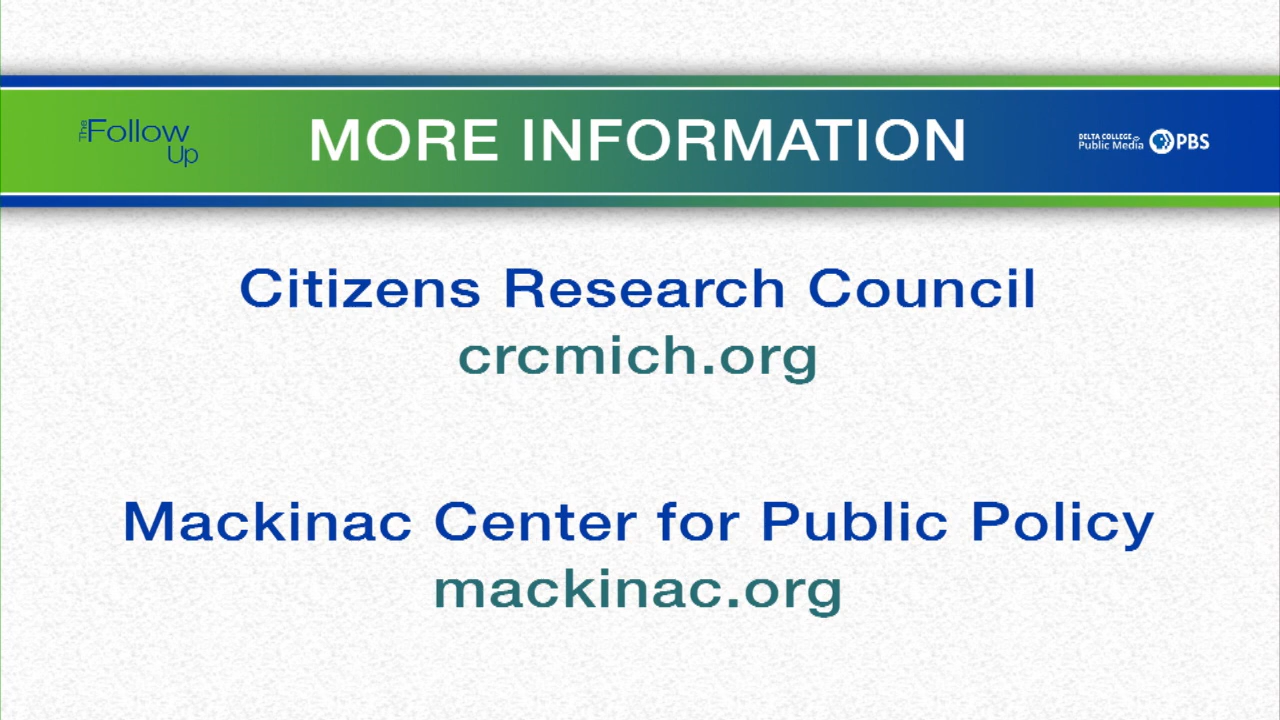 The Follow Up
MORE INFORMATION
DELTA COLLEGE
Public Media
PBS
Citizens Research Council
crcmich.org
Mackinac Center for Public Policy
mackinac.org